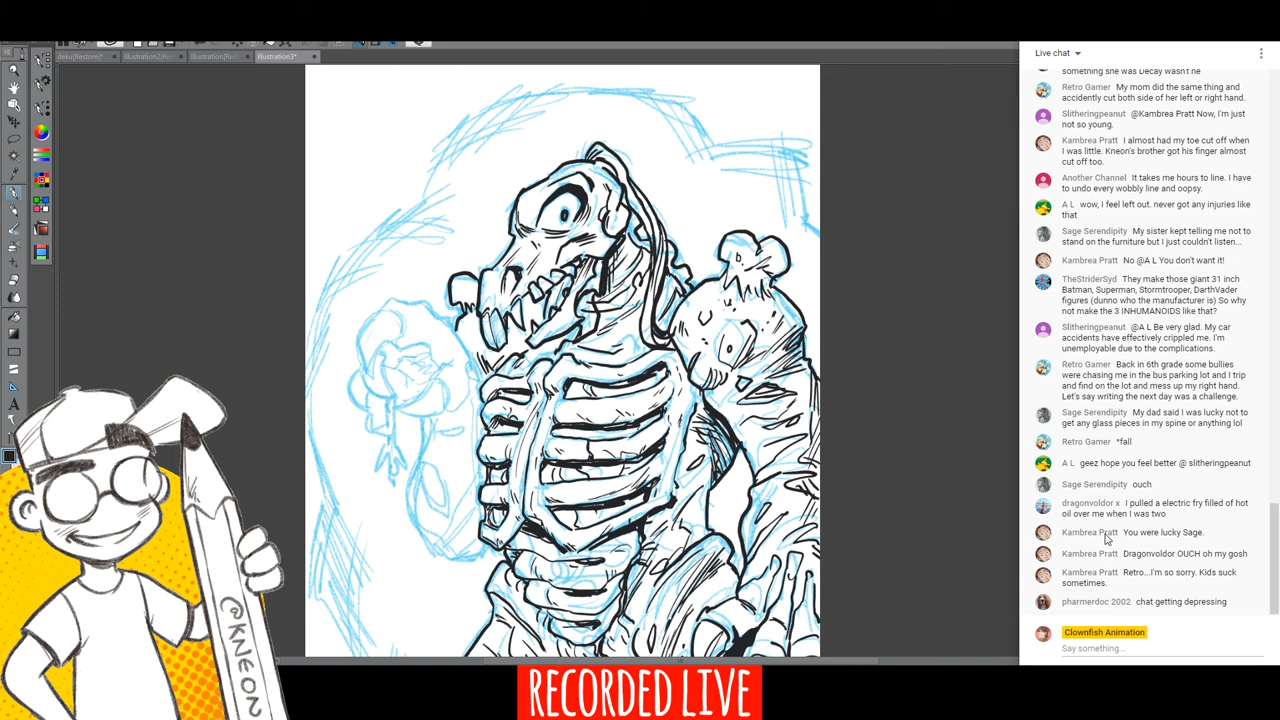 deku(Restore)*
Illustration2(R
Illustration(Rec
Illustration3*
Live chat
something she was Decay wasn't he
Retro Gamer My mom did the same thing and
accidently cut both side of her left or right hand.
Slitheringpeanut @Kambrea Pratt Now, I'm just
not so young.
Kambrea Pratt I almost had my toe cut off when
I was little. Kneon's brother got his finger almost
cut off too.
Another Channel It takes me hours to line. I have
to undo every wobbly line and oopsy.
A L wow, I feel left out. never got any injuries like
that
Sage Serendipity My sister kept telling me not to
stand on the furniture but I just couldn't listen...
Kambrea Pratt No @A L You don't want it!
TheStriderSyd They make those giant 31 inch
Batman, Superman, Stormtrooper, DarthVader
figures (dunno who the manufacturer is) So why
not make the 3 INHUMANOIDS like that?
Slitheringpeanut @A L Be very glad. My car
accidents have effectively crippled me. I'm
unemployable due to the complications.
Retro Gamer Back in 6th grade some bullies
were chasing me in the bus parking lot and I trip
and find on the lot and mess up my right hand.
Let's say writing the next day was a challenge.
Sage Serendipity My dad said I was lucky not to
get any glass pieces in my spine or anything lol
Retro Gamer *fall
A L geez hope you feel better @ slitheringpeanut
Sage Serendipity ouch
dragonvoldor x I pulled a electric fry filled of hot
oil over me when I was two
Kambrea Pratt You were lucky Sage.
Kambrea Pratt Dragonvoldor OUCH oh my gosh
Kambrea Pratt Retro...I'm so sorry. Kids suck
sometimes.
pharmerdoc 2002 chat getting depressing
Clownfish Animation
Say something...
@KNEON
RECORDED LIVE